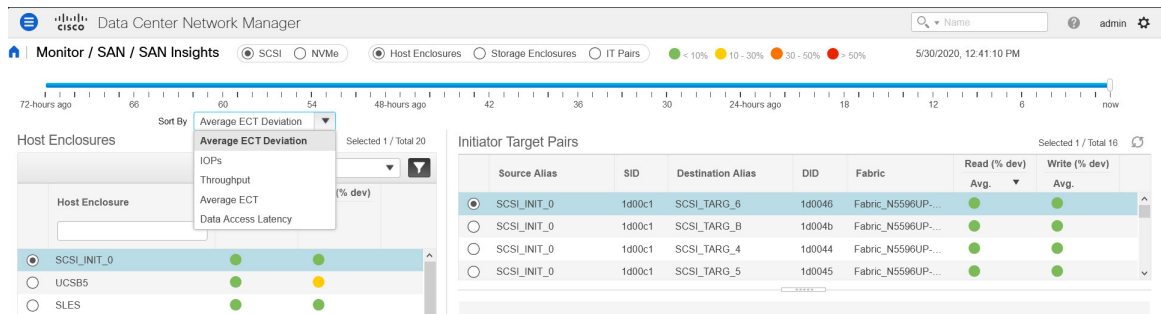 cisco Data Center Network Manager
Name
admin
Monitor / SAN / SAN Insights
SCSI NVMe
Host Enclosures Storage Enclosures IT Pairs
< 10% 10 - 30% 30 - 50% > 50%
5/30/2020, 12:41:10 PM
72-hours ago 66 60 54 48-hours ago 42 36 30 24-hours ago 18 12 6 now
Sort By Average ECT Deviation
Host Enclosures
Selected 1 / Total 20
Average ECT Deviation
IOPs
Throughput
Average ECT
Data Access Latency
(% dev)
Host Enclosure
SCSI_INIT_0
UCSB5
SLES
Initiator Target Pairs
Selected 1 / Total 16
Source Alias SID Destination Alias DID Fabric Read (% dev) Write (% dev)
Avg. Avg.
SCSI_INIT_0 1d00c1 SCSI_TARG_6 1d0046 Fabric_N5596UP-...
SCSI_INIT_0 1d00c1 SCSI_TARG_B 1d004b Fabric_N5596UP-...
SCSI_INIT_0 1d00c1 SCSI_TARG_4 1d0044 Fabric_N5596UP-...
SCSI_INIT_0 1d00c1 SCSI_TARG_5 1d0045 Fabric_N5596UP-...